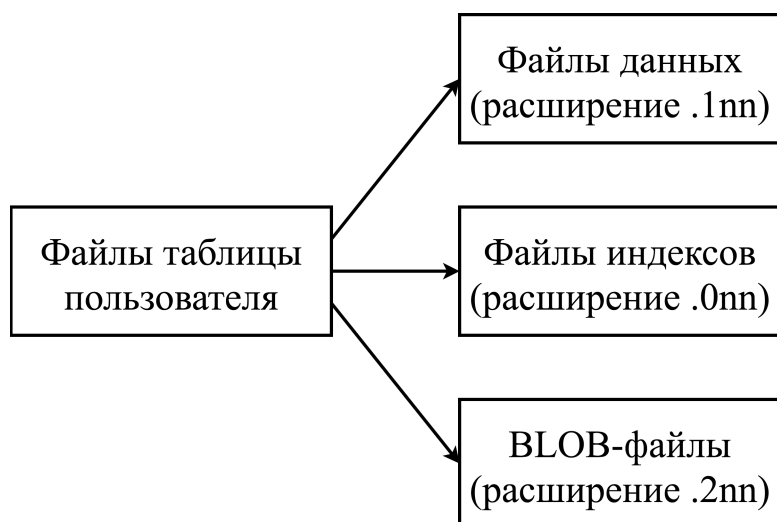 Файлы данных
(расширение .1nn)
Файлы таблицы
пользователя
Файлы индексов
(расширение .0nn)
BLOB-файлы
(расширение .2nn)